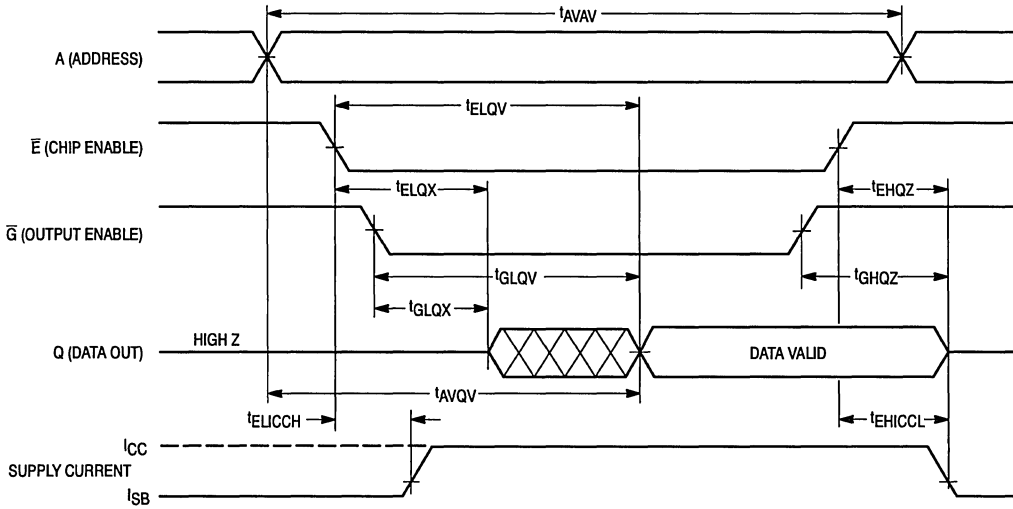 tAVAV
A (ADDRESS)
tELQV
E̅ (CHIP ENABLE)
tELQX
tEHQZ
G̅ (OUTPUT ENABLE)
tGLQV
tGHQZ
tGLQX
HIGH Z
Q (DATA OUT)
DATA VALID
tAVQV
tELICCH
tEHICCL
ICC
SUPPLY CURRENT
ISB